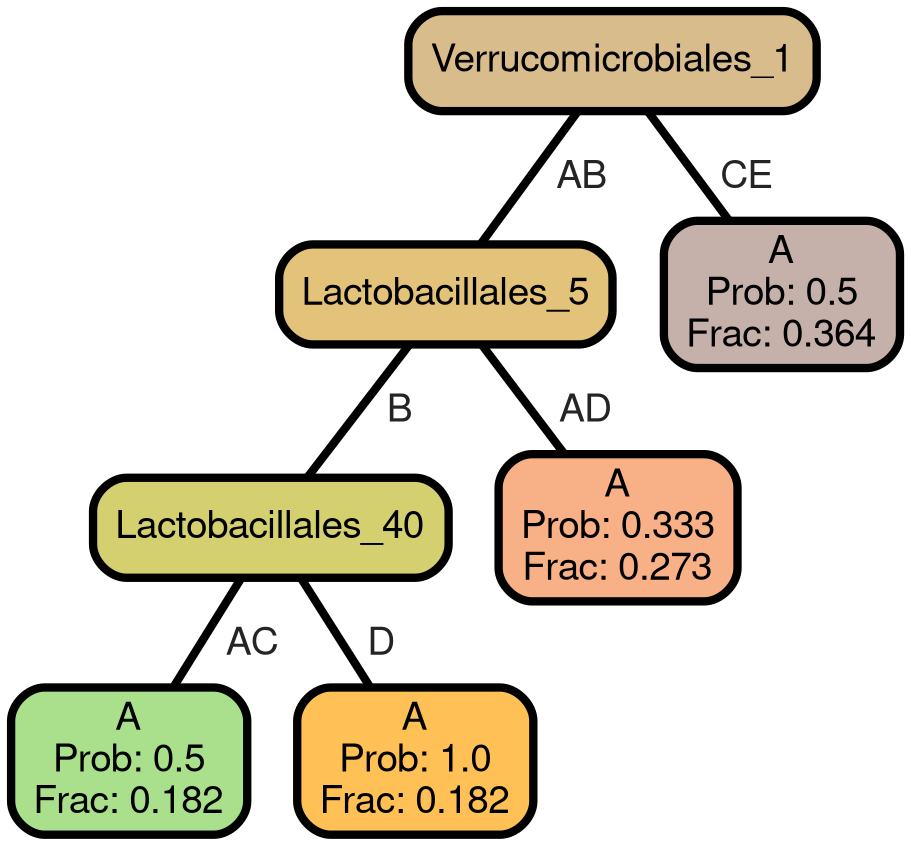 Verrucomicrobiales_1
AB
CE
Lactobacillales_5
A
Prob: 0.5
Frac: 0.364
B
AD
Lactobacillales_40
A
Prob: 0.333
Frac: 0.273
AC
D
A
Prob: 0.5
Frac: 0.182
A
Prob: 1.0
Frac: 0.182